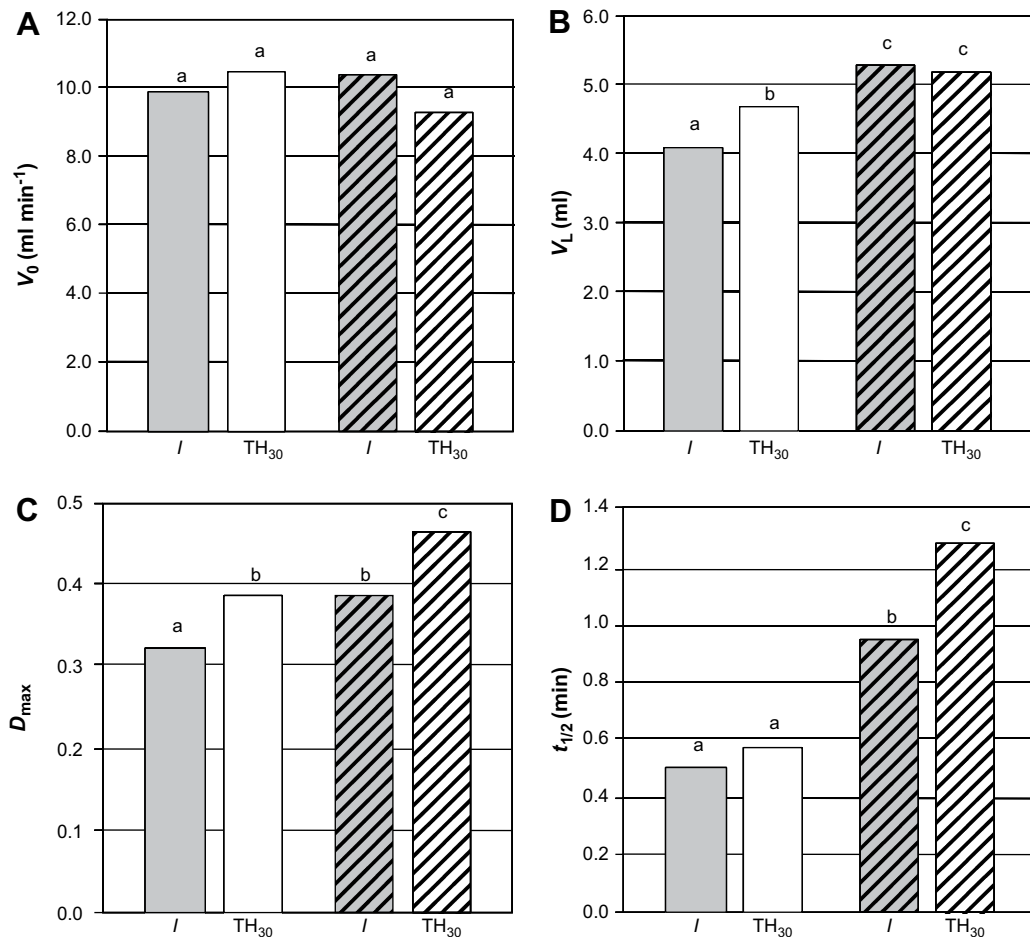 A
V₀ (ml min⁻¹)
12.0
10.0
8.0
6.0
4.0
2.0
0.0
a a a a
I TH₃₀ I TH₃₀
B
V_L (ml)
6.0
5.0
4.0
3.0
2.0
1.0
0.0
a b c c
I TH₃₀ I TH₃₀
C
D_max
0.5
0.4
0.3
0.2
0.1
0.0
a b b c
I TH₃₀ I TH₃₀
D
t₁/₂ (min)
1.4
1.2
1.0
0.8
0.6
0.4
0.2
0.0
a a b c
I TH₃₀ I TH₃₀